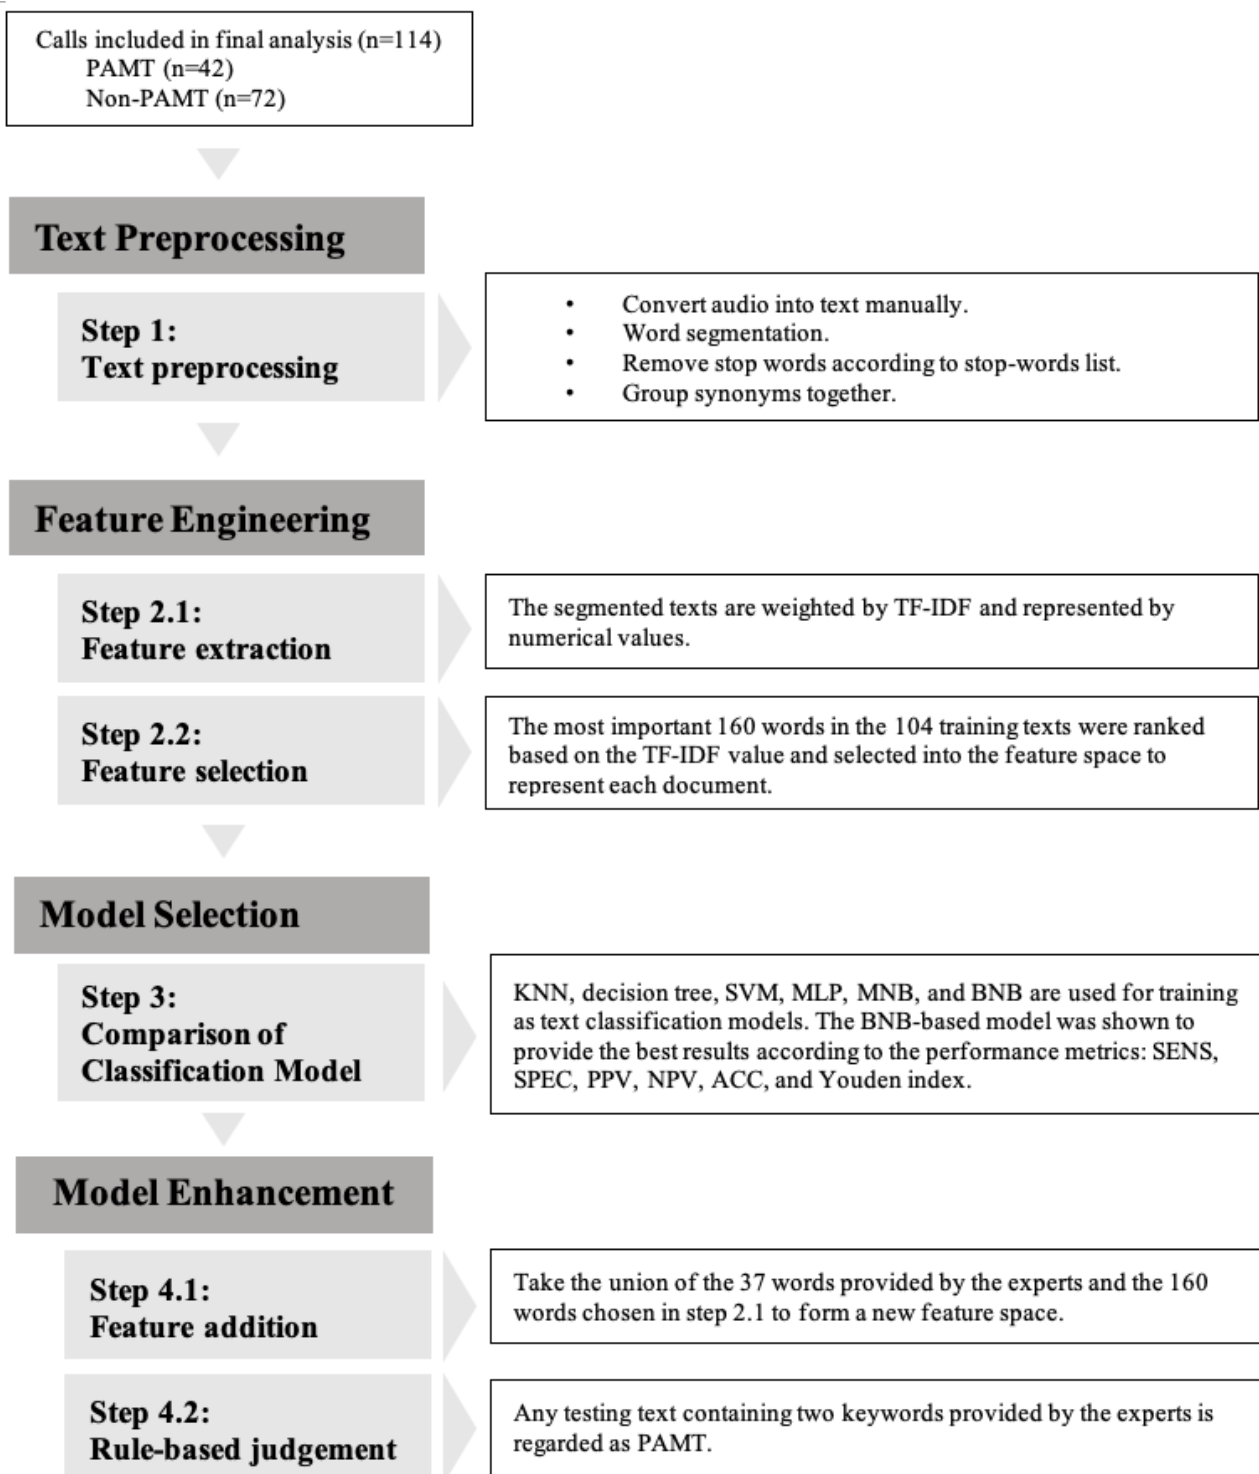 Calls included in final analysis (n=114)
PAMT (n=42)
Non-PAMT (n=72)
Text Preprocessing
Step 1:
Text preprocessing
• Convert audio into text manually.
• Word segmentation.
• Remove stop words according to stop-words list.
• Group synonyms together.
Feature Engineering
Step 2.1:
Feature extraction
The segmented texts are weighted by TF-IDF and represented by
numerical values.
Step 2.2:
Feature selection
The most important 160 words in the 104 training texts were ranked
based on the TF-IDF value and selected into the feature space to
represent each document.
Model Selection
Step 3:
Comparison of
Classification Model
KNN, decision tree, SVM, MLP, MNB, and BNB are used for training
as text classification models. The BNB-based model was shown to
provide the best results according to the performance metrics: SENS,
SPEC, PPV, NPV, ACC, and Youden index.
Model Enhancement
Step 4.1:
Feature addition
Take the union of the 37 words provided by the experts and the 160
words chosen in step 2.1 to form a new feature space.
Step 4.2:
Rule-based judgement
Any testing text containing two keywords provided by the experts is
regarded as PAMT.